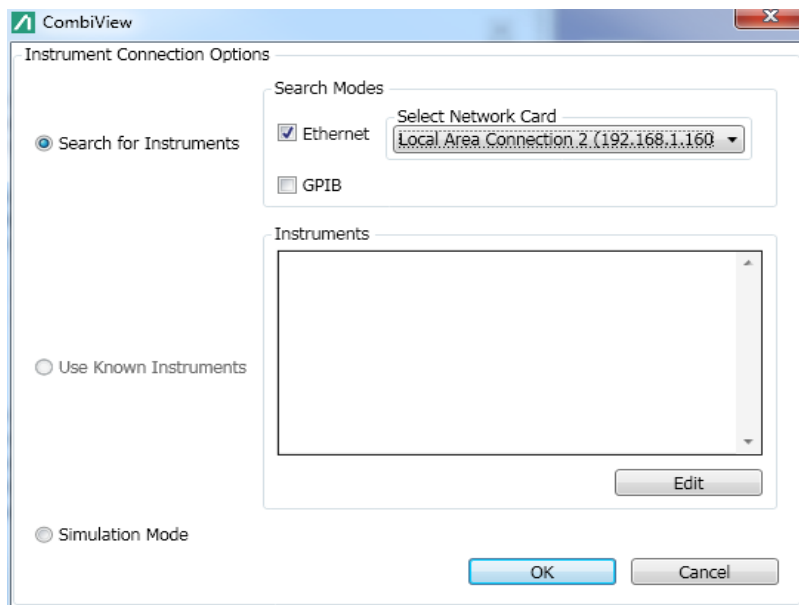 CombiView
Instrument Connection Options
Search Modes
Select Network Card
Search for Instruments
Ethernet
Local Area Connection 2 (192.168.1.160
GPIB
Instruments
Use Known Instruments
Edit
Simulation Mode
OK
Cancel